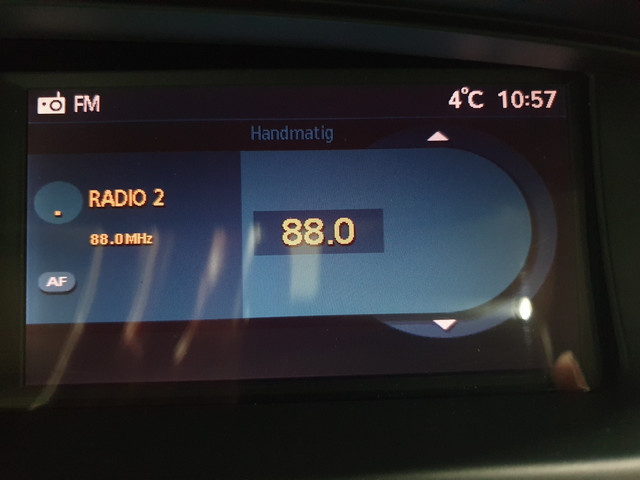 FM 4°C 10:57
Handmatig
RADIO 2
88.0MHz
88.0
AF